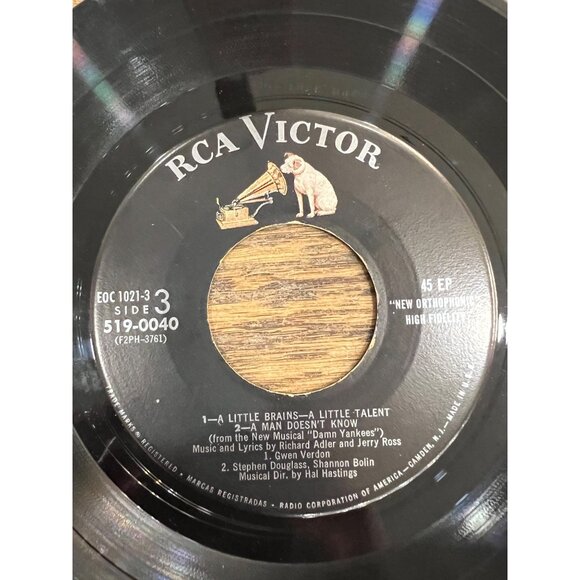 RCA VICTOR
EOC 1021-3
SIDE 3
519-0040
(F2PH-3761)
45 EP
"NEW ORTHOPHONIC"
HIGH FIDELITY
1—A LITTLE BRAINS—A LITTLE TALENT
2—A MAN DOESN'T KNOW
(from the New Musical "Damn Yankees")
Music and Lyrics by Richard Adler and Jerry Ross
1. Gwen Verdon
2. Stephen Douglass, Shannon Bolin
Musical Dir. by Hal Hastings
TRADE MARKS ® REGISTERED • MARCAS REGISTRADAS • RADIO CORPORATION OF AMERICA—CAMDEN, N.J.—MADE IN U.S.A.